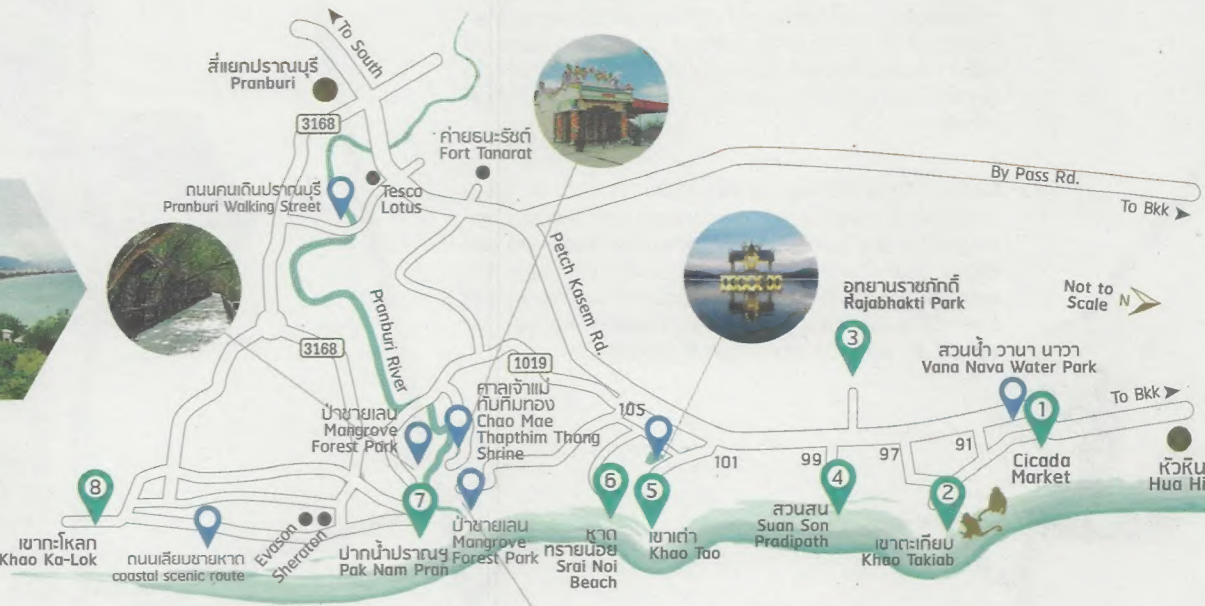 To South
สี่แยกปราณบุรี
Pranburi
3168
ค่ายธนะรัชต์
Fort Tanarat
By Pass Rd.
To Bkk
ถนนคนเดินปราณบุรี
Pranburi Walking Street
Tesco
Lotus
Petch Kasem Rd.
อุทยานราชภักดิ์
Rajabhakti Park
Not to
Scale
N
3
สวนน้ำ วานา นาวา
Vana Nava Water Park
Pranburi River
3168
1019
ป่าชายเลน
Mangrove
Forest Park
ศาลเจ้าแม่
ทับทิมทอง
Chao Mae
Thapthim Thong
Shrine
105
101
99
97
91
1
To Bkk
Cicada
Market
หัวหิน
Hua Hi
8
เขากะโหลก
Khao Ka-Lok
ถนนเลียบชายหาด
coastal scenic route
Evason
Sheraton
7
ปากน้ำปราณฯ
Pak Nam Pran
ป่าชายเลน
Mangrove
Forest Park
6
หาด
ทรายน้อย
Srai Noi
Beach
5
เขาเต่า
Khao Tao
4
สวนสน
Suan Son
Pradipath
2
เขาตะเกียบ
Khao Takiab